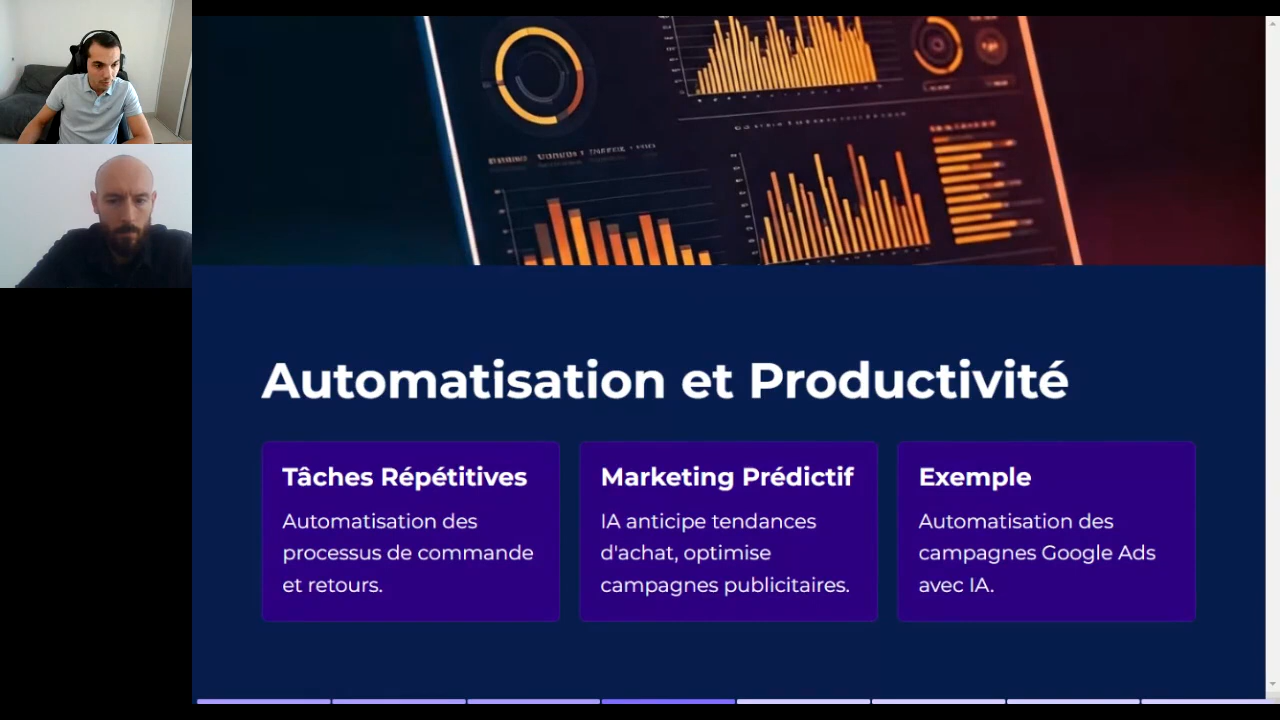 Automatisation et Productivité
Tâches Répétitives
Automatisation des
processus de commande
et retours.
Marketing Prédictif
IA anticipe tendances
d'achat, optimise
campagnes publicitaires.
Exemple
Automatisation des
campagnes Google Ads
avec IA.